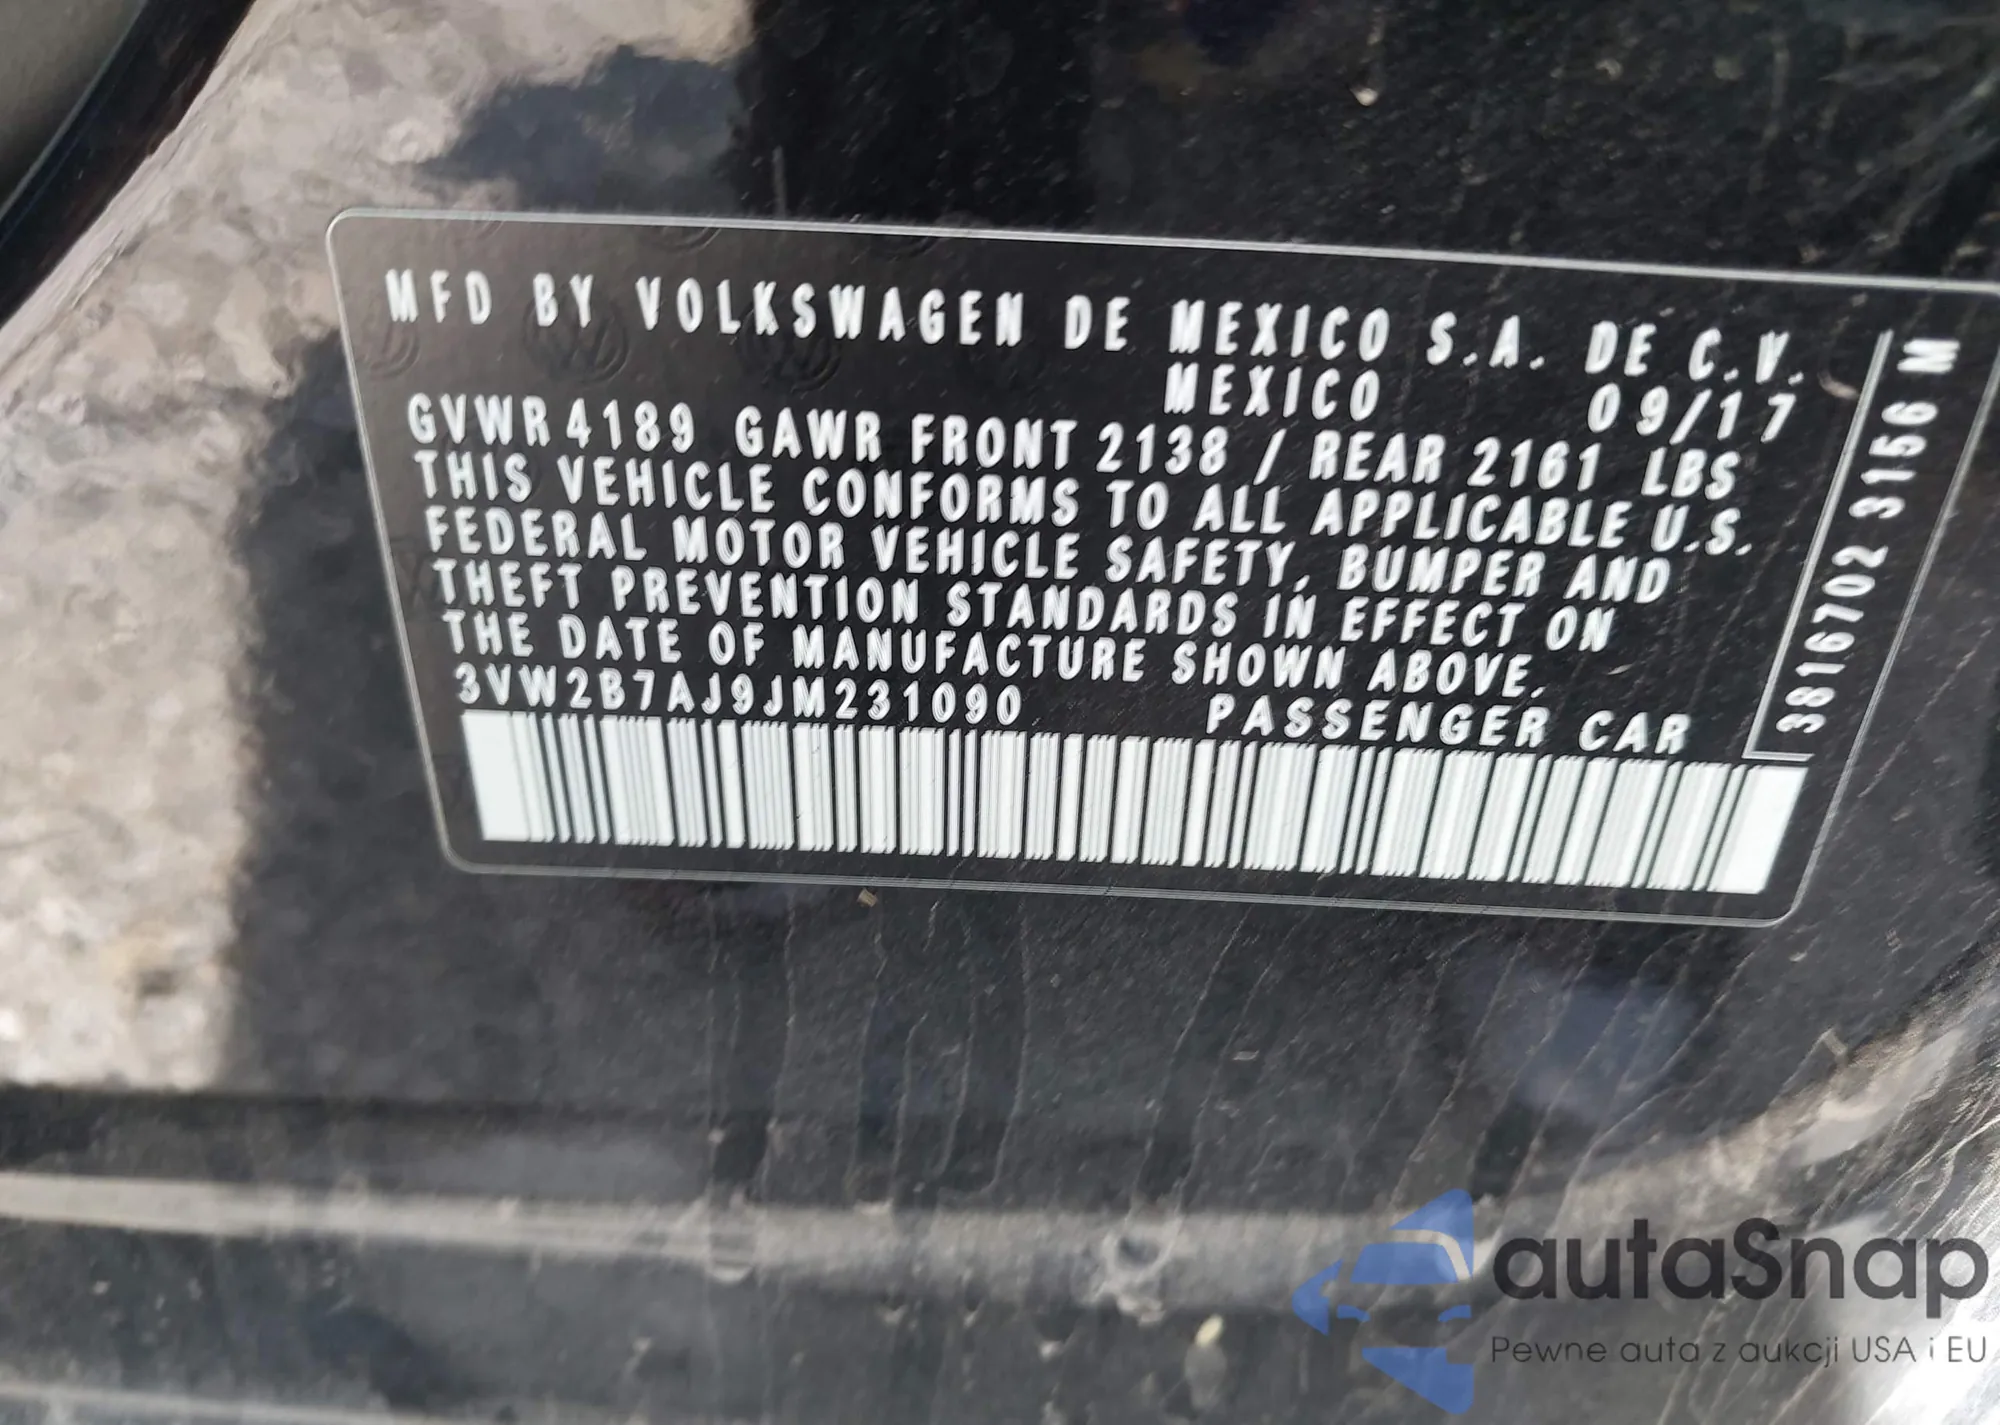 MFD BY VOLKSWAGEN DE MEXICO S.A. DE C.V.
MEXICO 09/17
GVWR 4189 GAWR FRONT 2138 / REAR 2161 LBS
THIS VEHICLE CONFORMS TO ALL APPLICABLE U.S.
FEDERAL MOTOR VEHICLE SAFETY, BUMPER AND
THEFT PREVENTION STANDARDS IN EFFECT ON
THE DATE OF MANUFACTURE SHOWN ABOVE.
3VW2B7AJ9JM231090 PASSENGER CAR
3816702 3156 M
autaSnap
Pewne auta z aukcji USA i EU